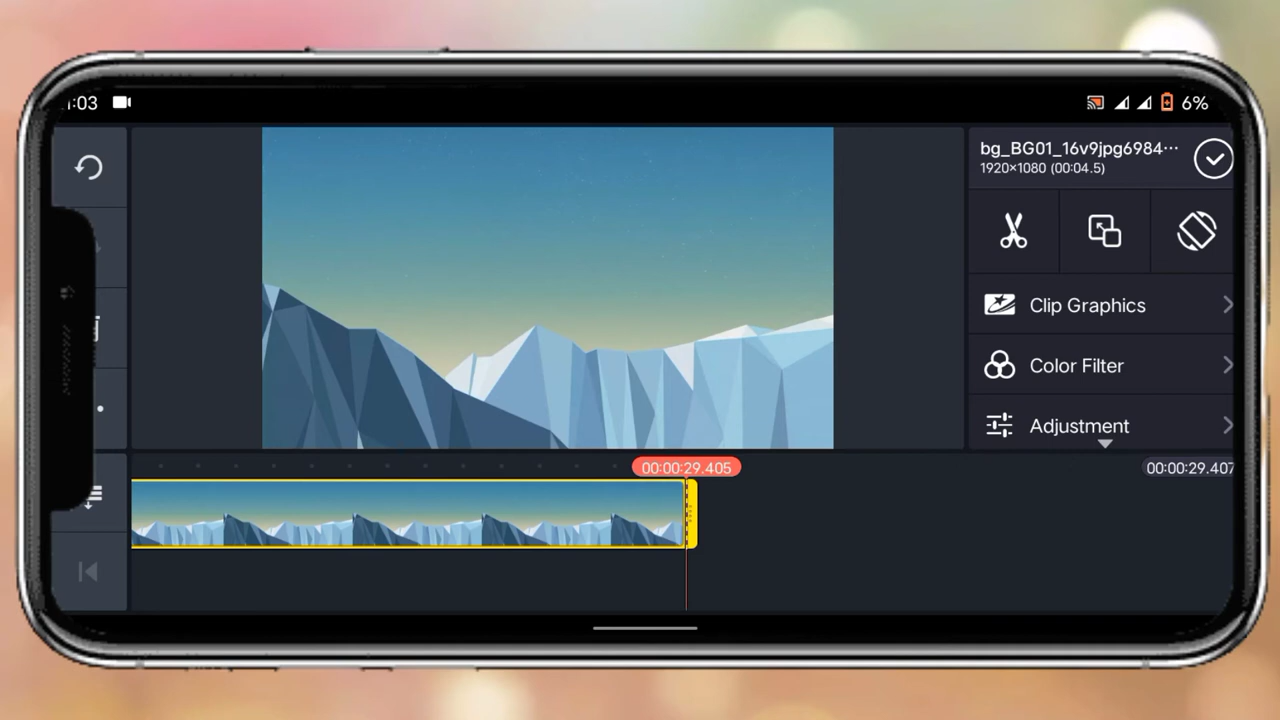 :03
6%
bg_BG01_16v9jpg6984···
1920×1080 (00:04.5)
Clip Graphics
Color Filter
Adjustment
00:00:29.405
00:00:29.407